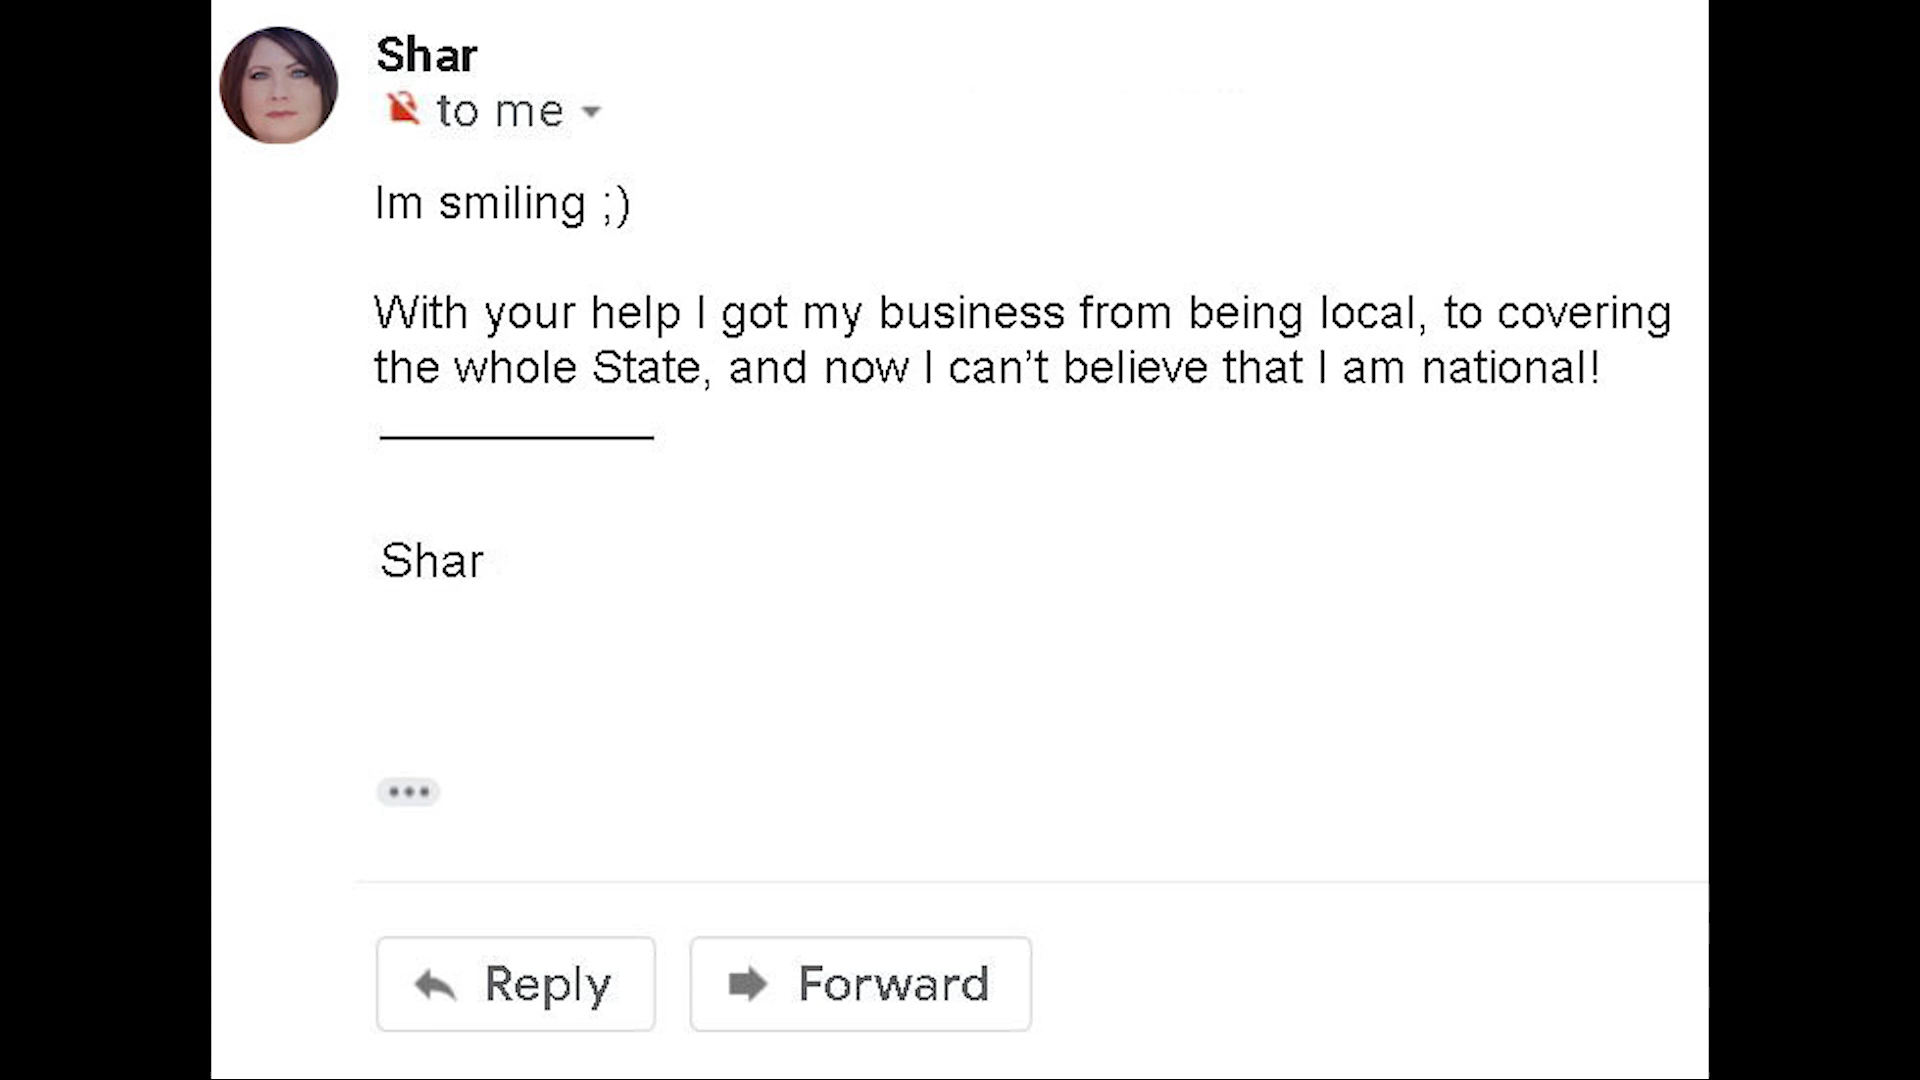 Shar
to me
Im smiling ;)
With your help I got my business from being local, to covering
the whole State, and now I can’t believe that I am national!
Shar
Reply
Forward